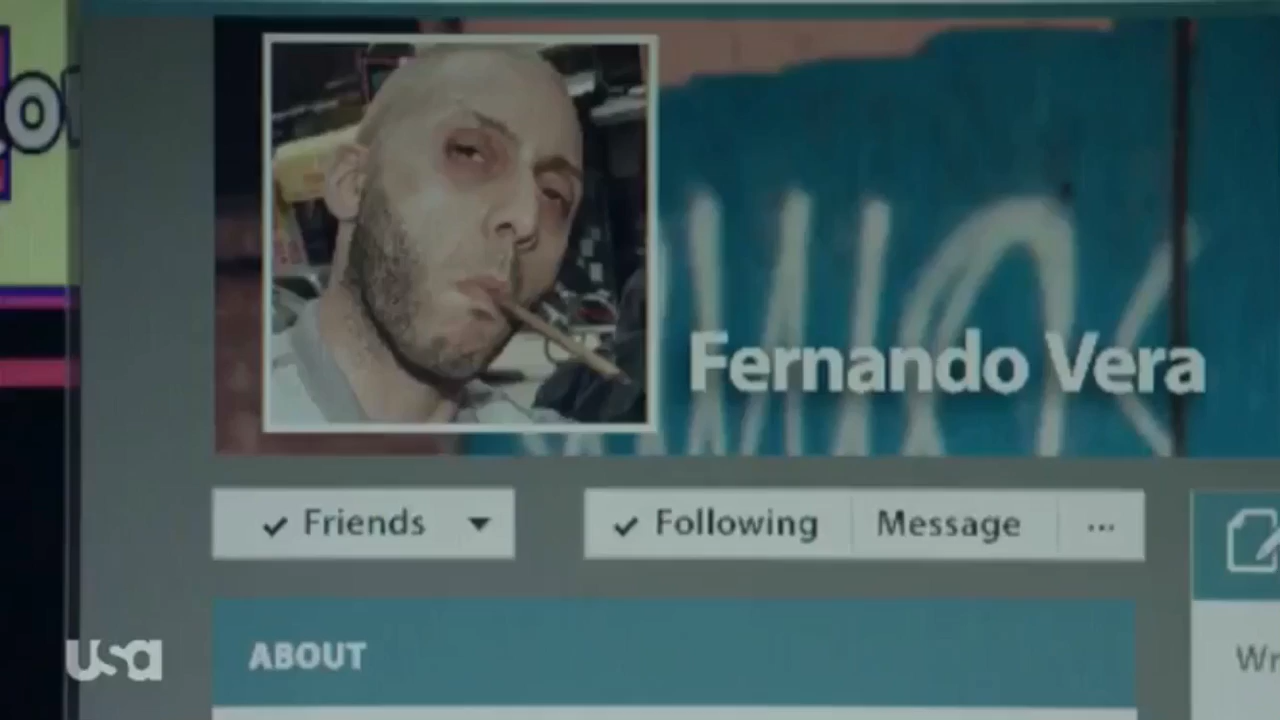 Fernando Vera
Friends
Following
Message
...
ABOUT
usa